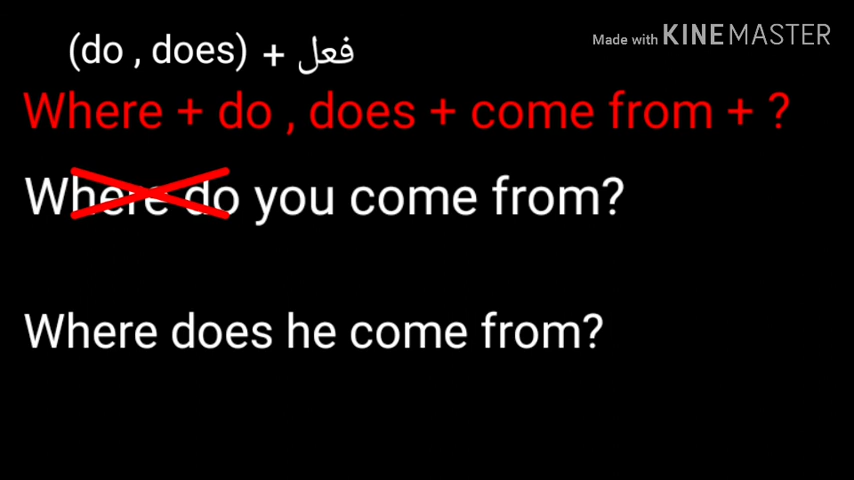 (do , does) + فعل
Made with KINEMASTER
Where + do , does + come from + ?
Where do you come from?
Where does he come from?